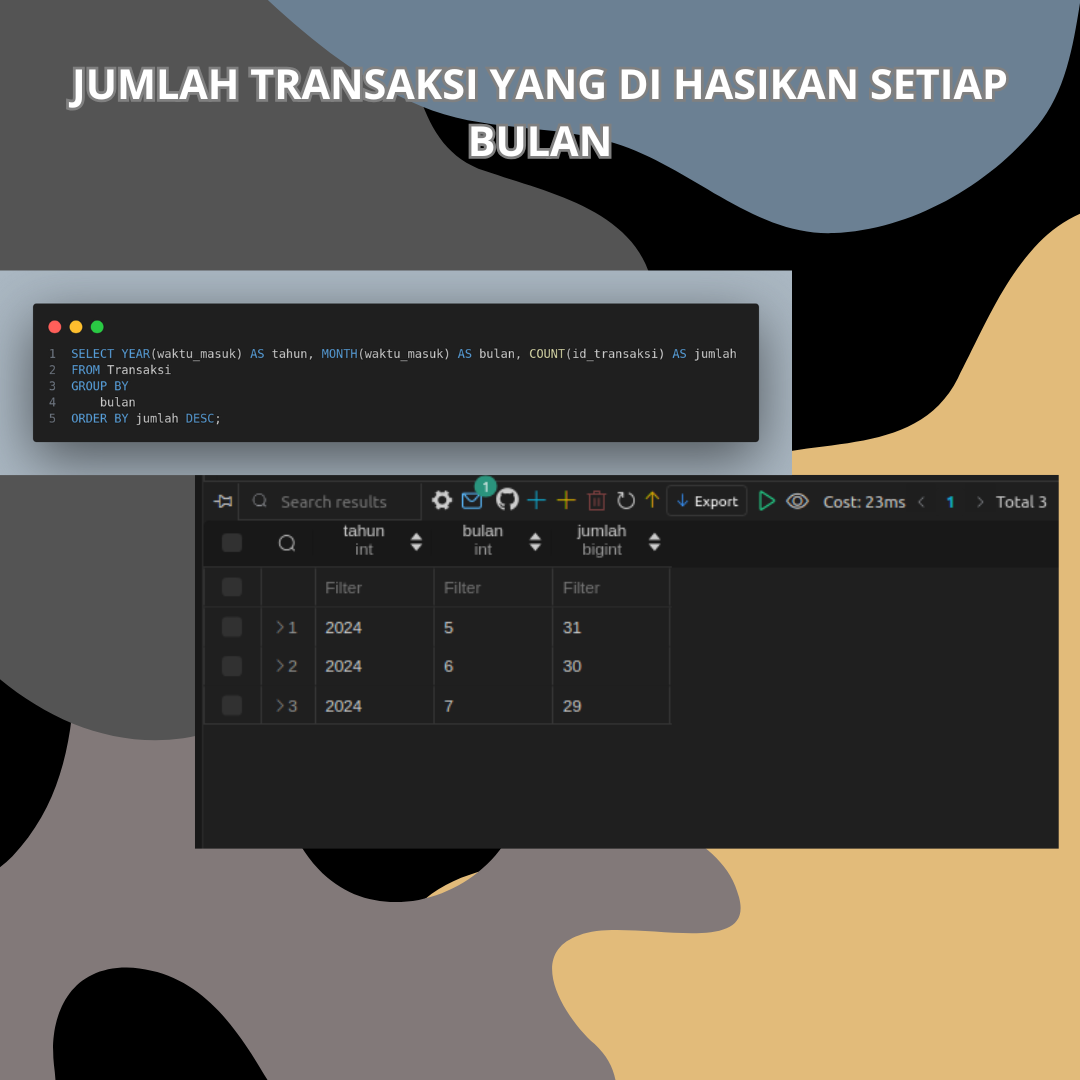 JUMLAH TRANSAKSI YANG DI HASIKAN SETIAP
BULAN
1 SELECT YEAR(waktu_masuk) AS tahun, MONTH(waktu_masuk) AS bulan, COUNT(id_transaksi) AS jumlah
2 FROM Transaksi
3 GROUP BY
4 bulan
5 ORDER BY jumlah DESC;
Search results 1 Export Cost: 23ms < 1 > Total 3
tahun bulan jumlah
int int bigint
Filter Filter Filter
>1 2024 5 31
>2 2024 6 30
>3 2024 7 29